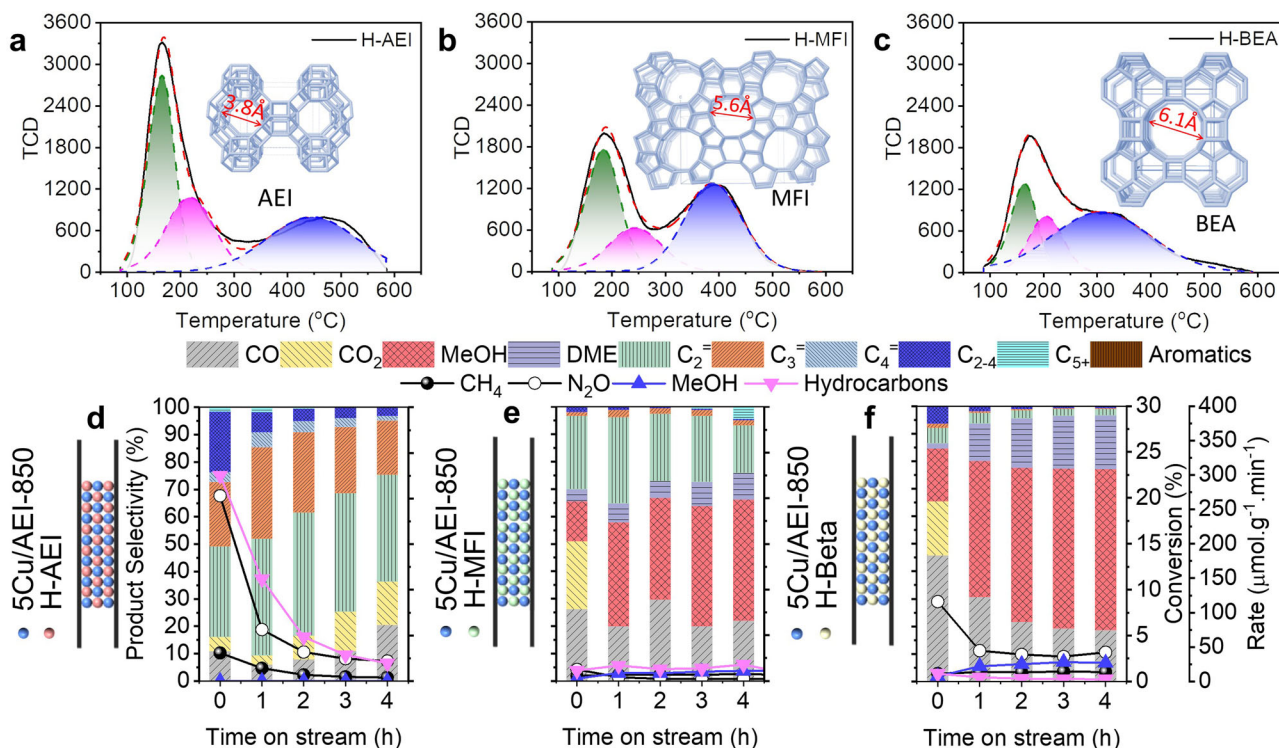 a
3600
3000
2400
1800
1200
600
0
TCD
H-AEI
3.8Å
AEI
100 200 300 400 500 600
Temperature (°C)
b
3600
3000
2400
1800
1200
600
0
TCD
H-MFI
5.6Å
MFI
100 200 300 400 500 600
Temperature (°C)
c
3600
3000
2400
1800
1200
600
0
TCD
H-BEA
6.1Å
BEA
100 200 300 400 500 600
Temperature (°C)
CO CO₂ MeOH DME C₂⁼ C₃⁼ C₄⁼ C₂₋₄ C₅₊ Aromatics
CH₄ N₂O MeOH Hydrocarbons
d
5Cu/AEI-850
H-AEI
Product Selectivity (%)
100
90
80
70
60
50
40
30
20
10
0
0 1 2 3 4
Time on stream (h)
e
5Cu/AEI-850
H-MFI
0 1 2 3 4
Time on stream (h)
f
5Cu/AEI-850
H-Beta
0 1 2 3 4
Time on stream (h)
30
25
20
15
10
5
0
Conversion (%)
400
350
300
250
200
150
100
50
0
Rate (μmol.g⁻¹.min⁻¹)